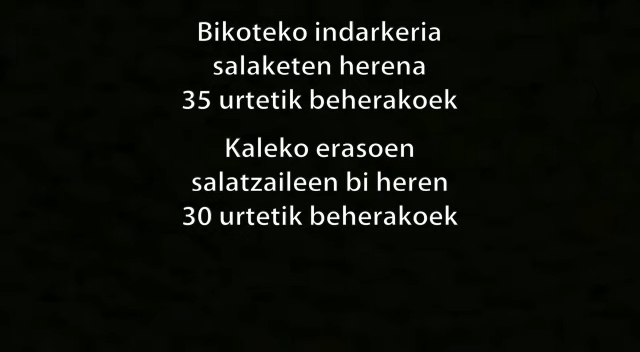 Bikoteko indarkeria
salaketen herena
35 urtetik beherakoek
Kaleko erasoen
salatzaileen bi heren
30 urtetik beherakoek